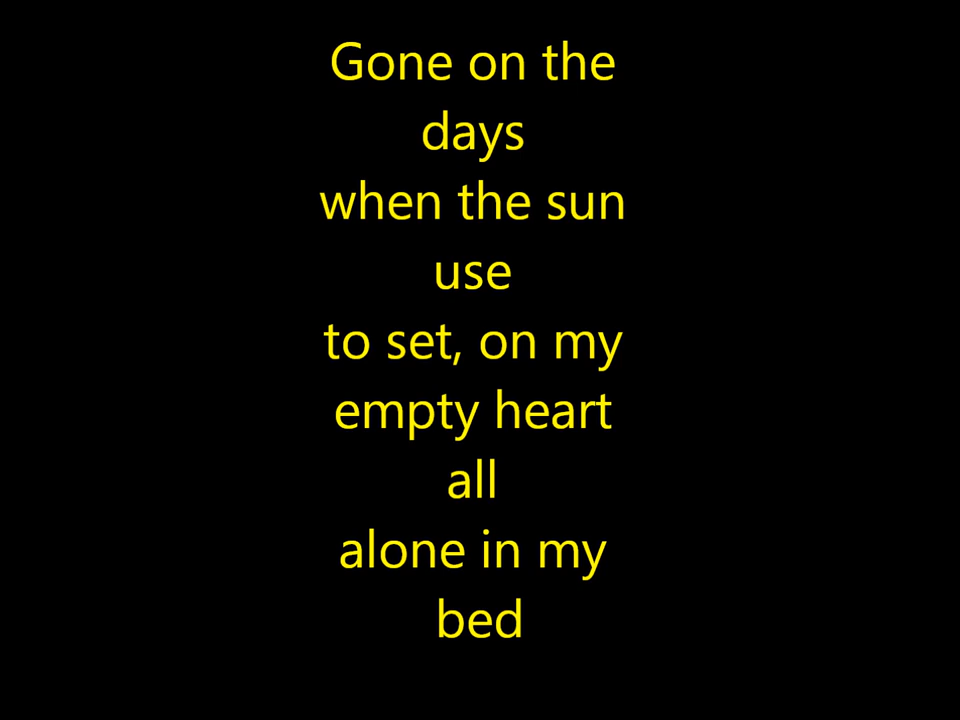 Gone on the
days
when the sun
use
to set, on my
empty heart
all
alone in my
bed